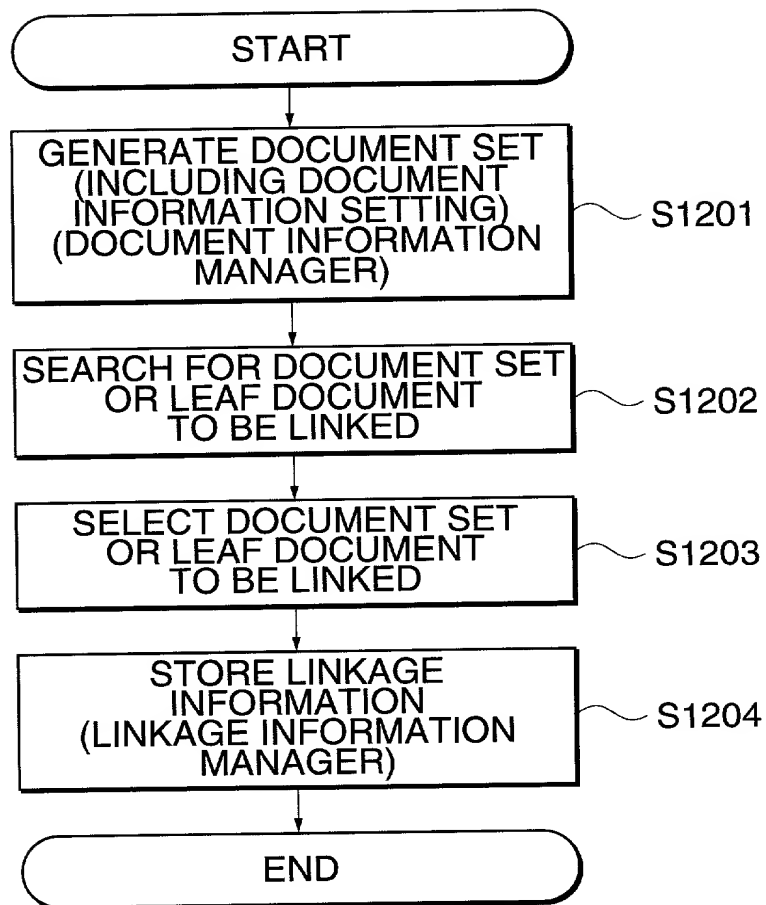 START
GENERATE DOCUMENT SET
(INCLUDING DOCUMENT
INFORMATION SETTING)
(DOCUMENT INFORMATION
MANAGER)
S1201
SEARCH FOR DOCUMENT SET
OR LEAF DOCUMENT
TO BE LINKED
S1202
SELECT DOCUMENT SET
OR LEAF DOCUMENT
TO BE LINKED
S1203
STORE LINKAGE
INFORMATION
(LINKAGE INFORMATION
MANAGER)
S1204
END